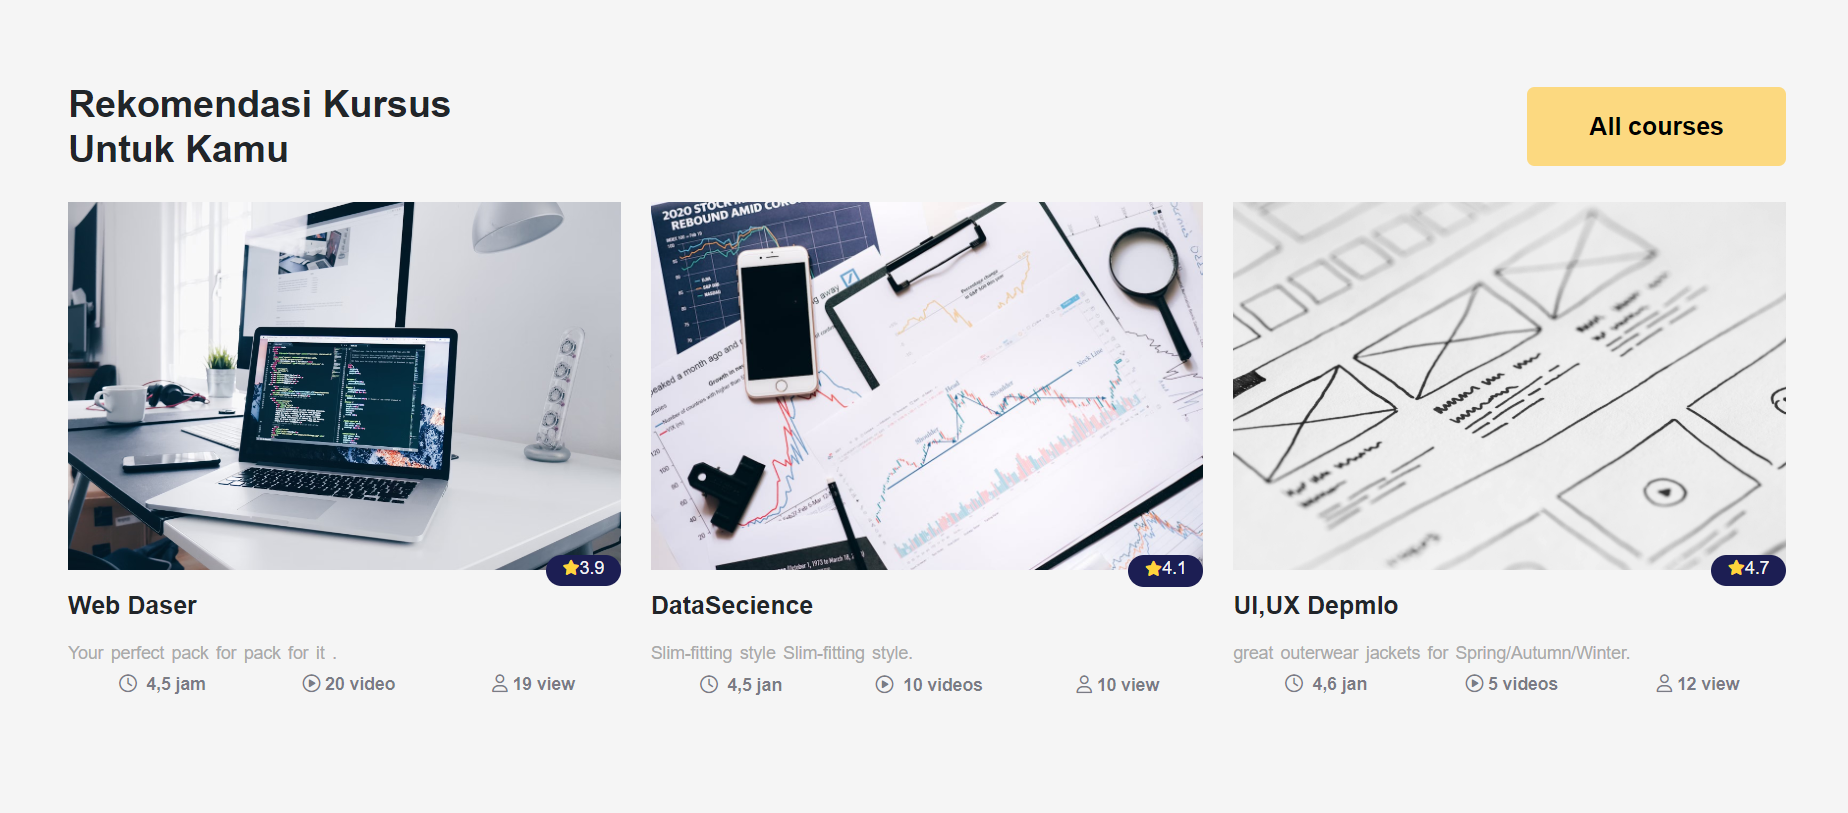 Rekomendasi Kursus
Untuk Kamu
All courses
2020 STOCK
REBOUND AMID
3.9
4.1
4.7
Web Daser
DataSecience
UI,UX Depmlo
Your perfect pack for pack for it .
Slim-fitting style Slim-fitting style.
great outerwear jackets for Spring/Autumn/Winter.
4,5 jam
20 video
19 view
4,5 jan
10 videos
10 view
4,6 jan
5 videos
12 view